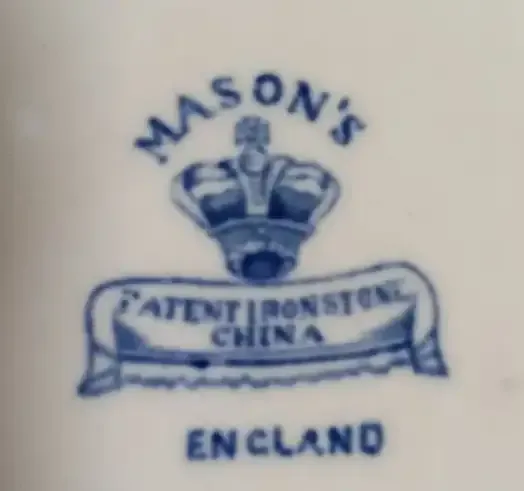 MASON'S
PATENT IRONSTONE
CHINA
ENGLAND